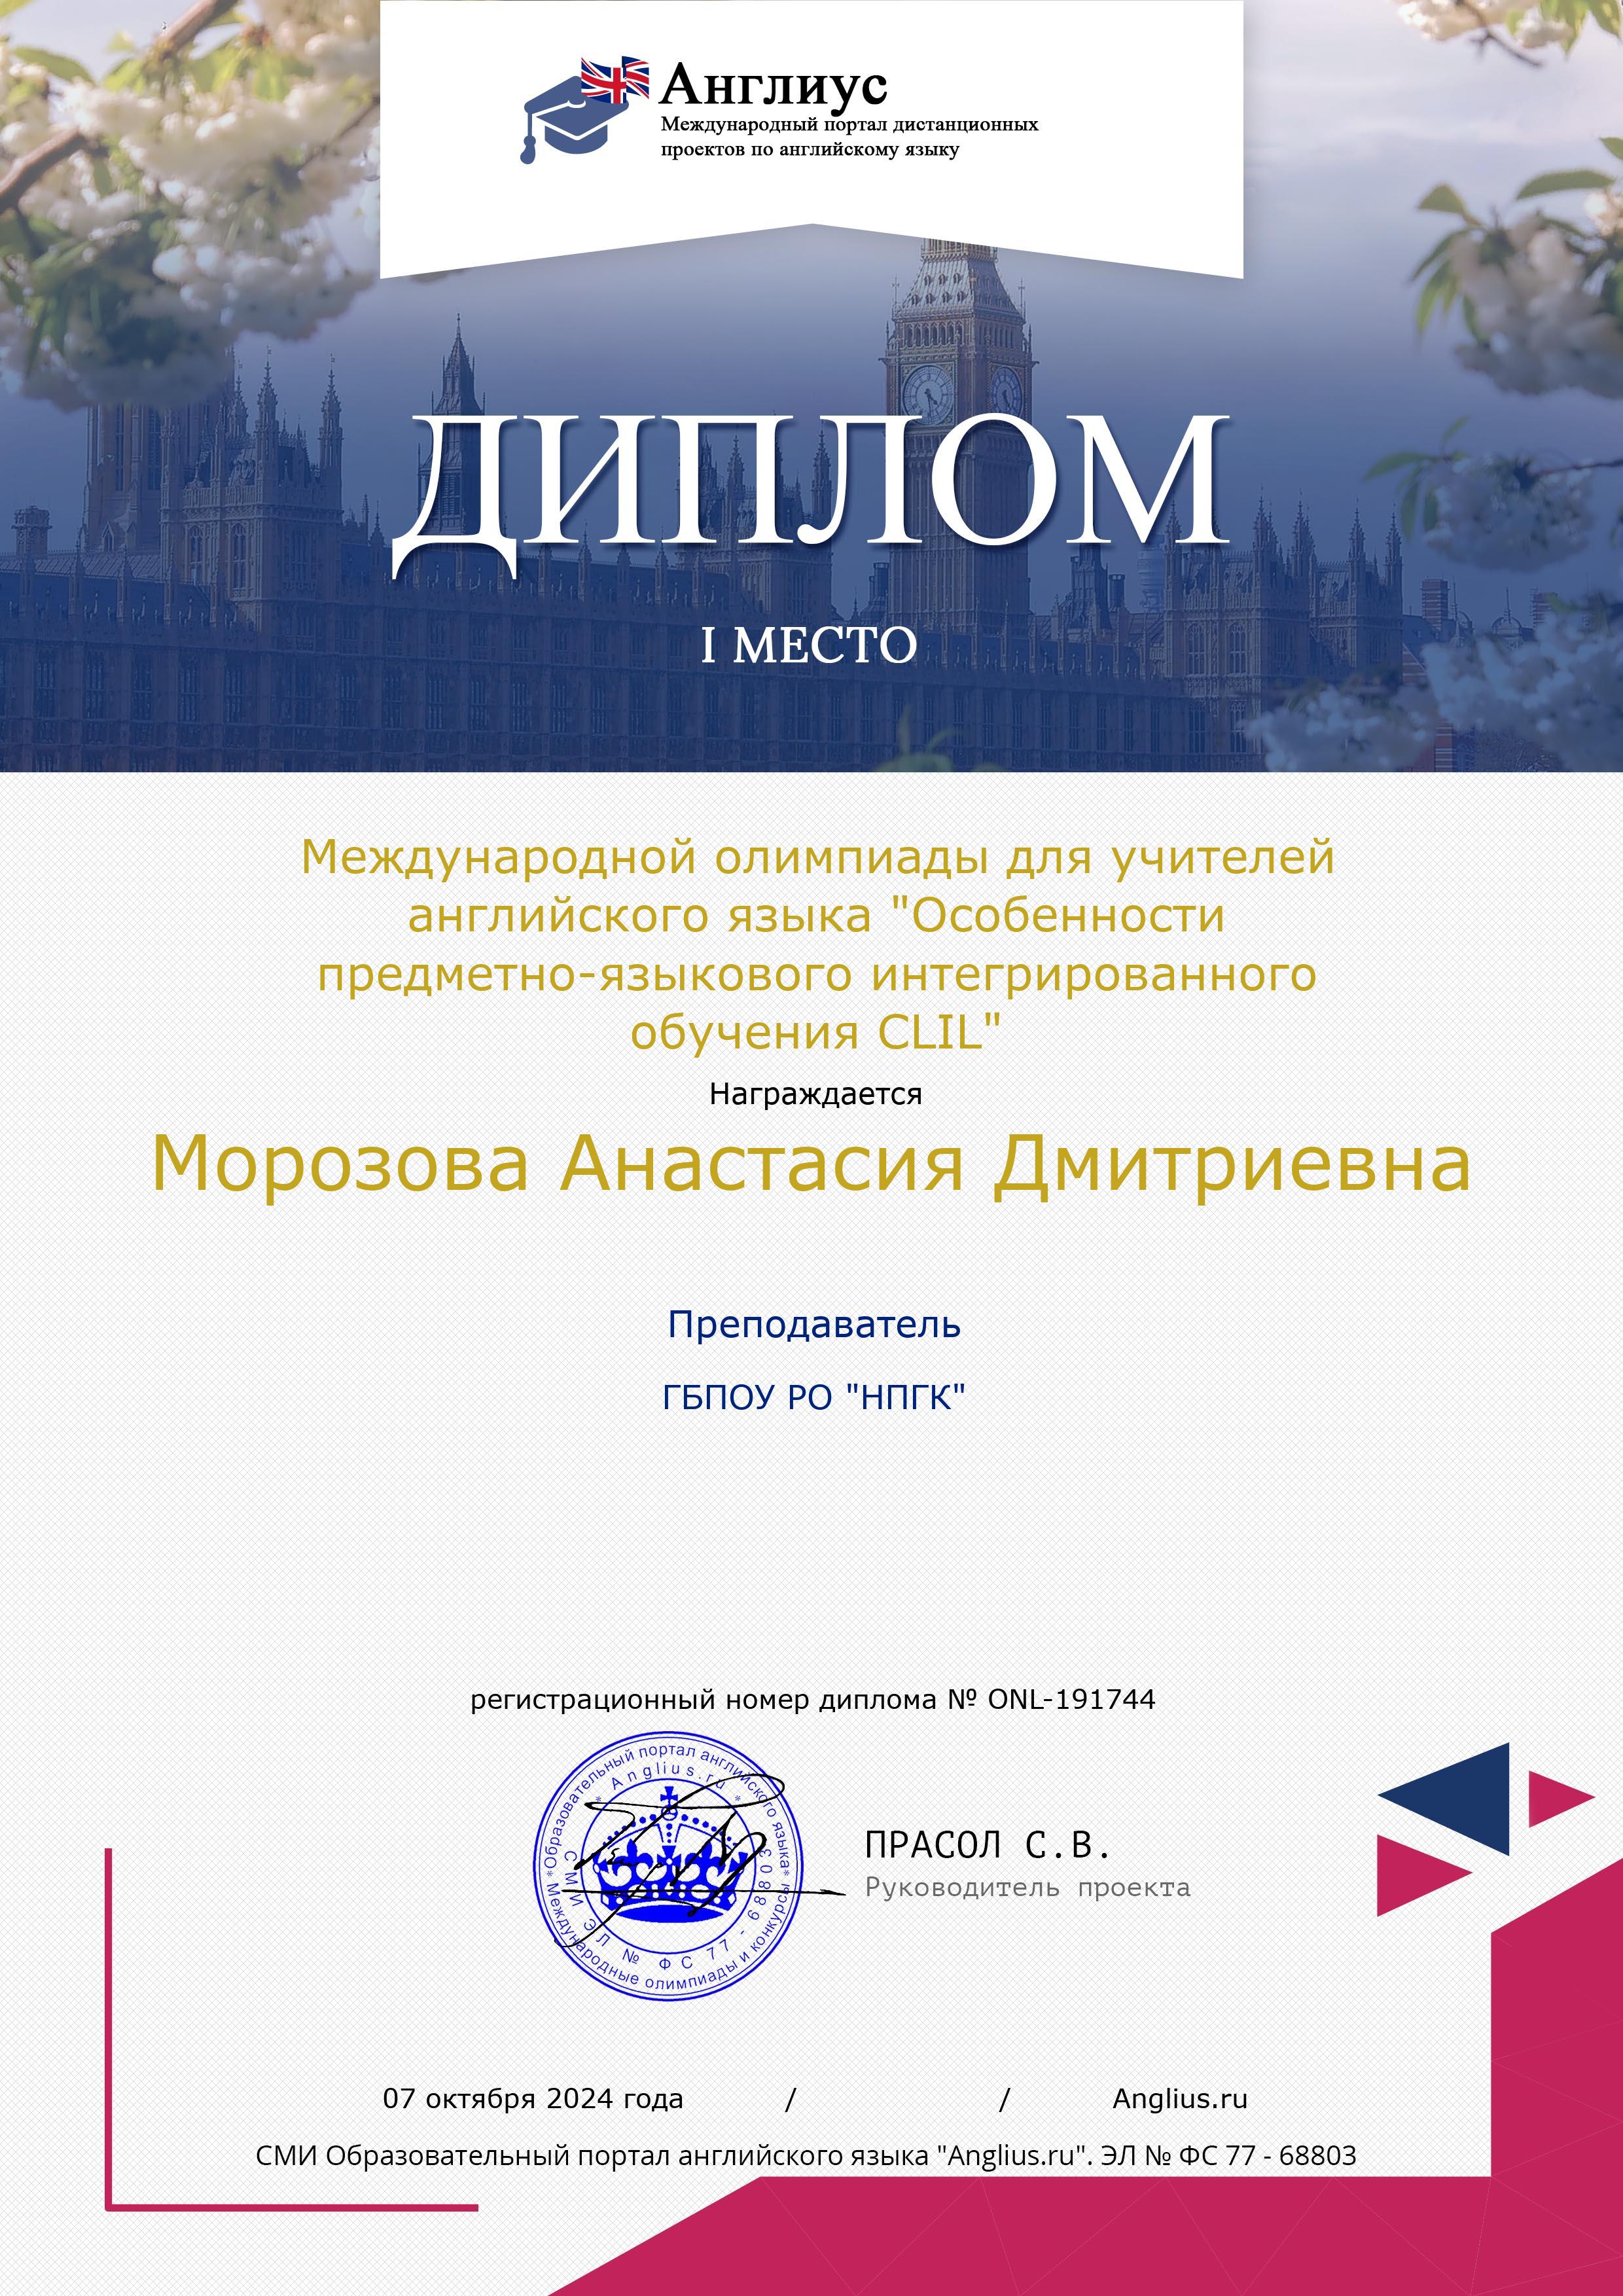 Англиус
Международный портал дистанционных
проектов по английскому языку
ДИПЛОМ
I МЕСТО
Международной олимпиады для учителей
английского языка "Особенности
предметно-языкового интегрированного
обучения CLIL"
Награждается
Морозова Анастасия Дмитриевна
Преподаватель
ГБПОУ РО "НПГК"
регистрационный номер диплома № ONL-191744
*Образовательный портал английского языка*
Международные олимпиады и конкурсы
* Anglius.ru *
СМИ ЭЛ № ФС 77 - 68803
ПРАСОЛ С.В.
Руководитель проекта
07 октября 2024 года / / Anglius.ru
СМИ Образовательный портал английского языка "Anglius.ru". ЭЛ № ФС 77 - 68803